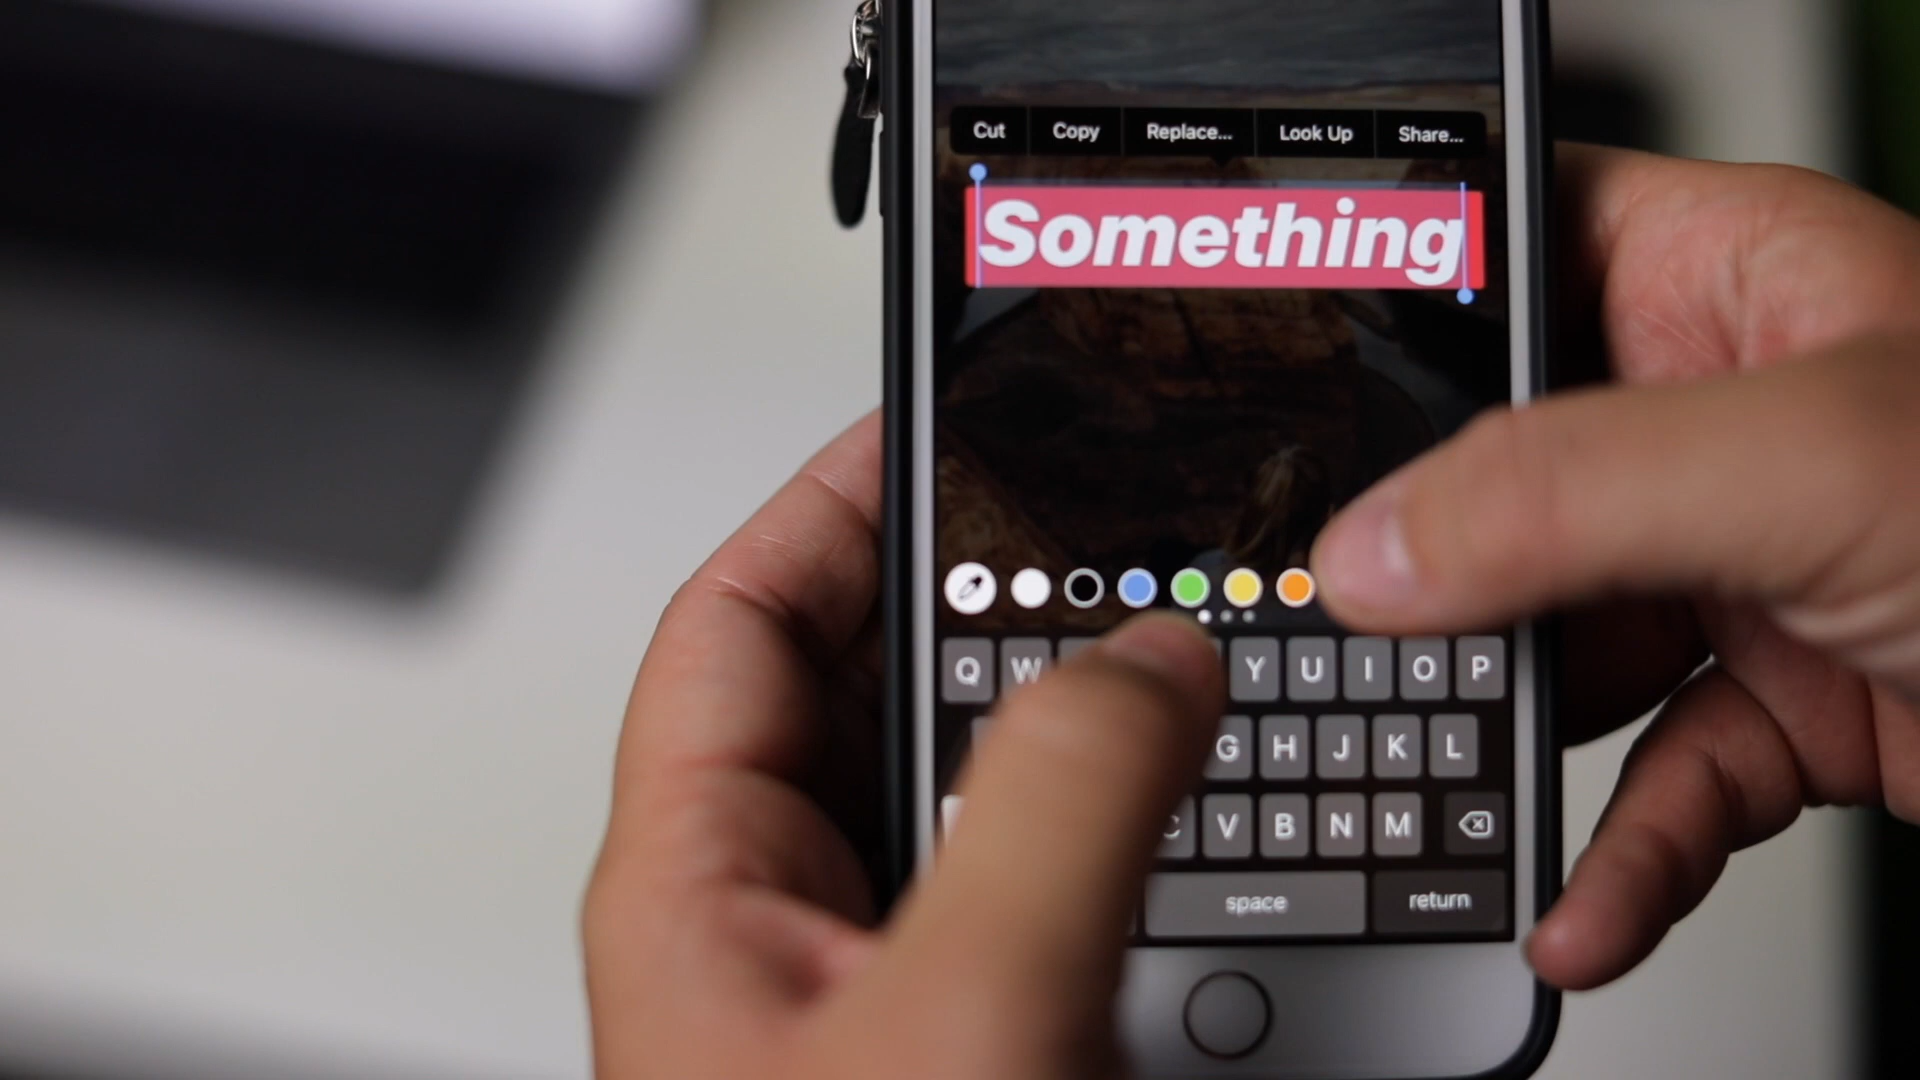 Cut Copy Replace... Look Up Share...
Something
Q W Y U I O P
G H J K L
C V B N M
space return